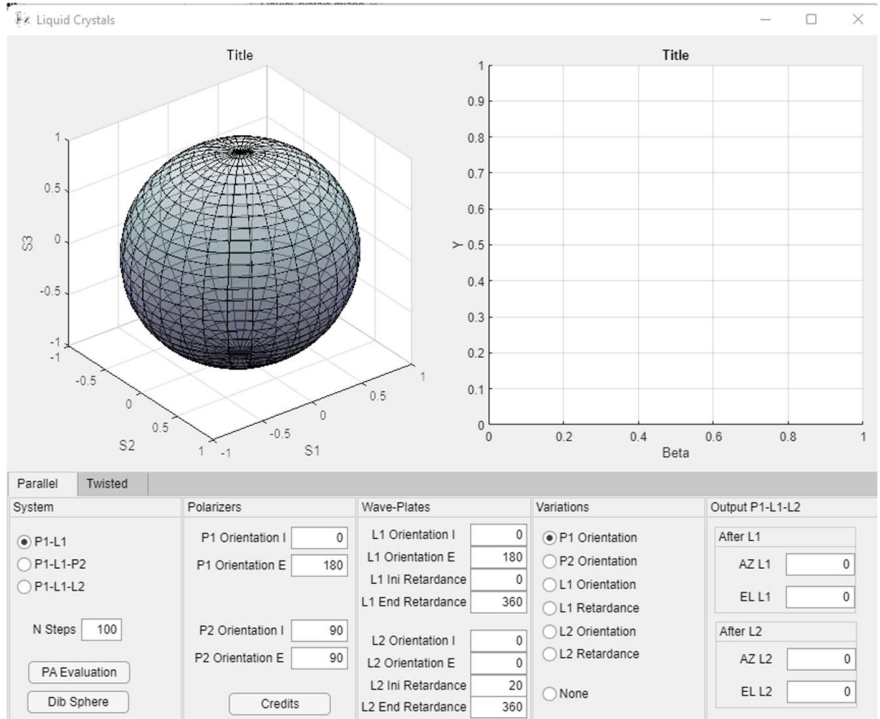 Liquid Crystals
Title
1
0.5
0
-0.5
-1
S3
-1
-0.5
0
0.5
1
S2
-1
-0.5
0
0.5
1
S1
Title
1
0.9
0.8
0.7
0.6
0.5
0.4
0.3
0.2
0.1
0
Y
0 0.2 0.4 0.6 0.8 1
Beta
Parallel Twisted
System
P1-L1
P1-L1-P2
P1-L1-L2
N Steps 100
PA Evaluation
Dib Sphere
Polarizers
P1 Orientation I 0
P1 Orientation E 180
P2 Orientation I 90
P2 Orientation E 90
Credits
Wave-Plates
L1 Orientation I 0
L1 Orientation E 180
L1 Ini Retardance 0
L1 End Retardance 360
L2 Orientation I 0
L2 Orientation E 0
L2 Ini Retardance 20
L2 End Retardance 360
Variations
P1 Orientation
P2 Orientation
L1 Orientation
L1 Retardance
L2 Orientation
L2 Retardance
None
Output P1-L1-L2
After L1
AZ L1 0
EL L1 0
After L2
AZ L2 0
EL L2 0